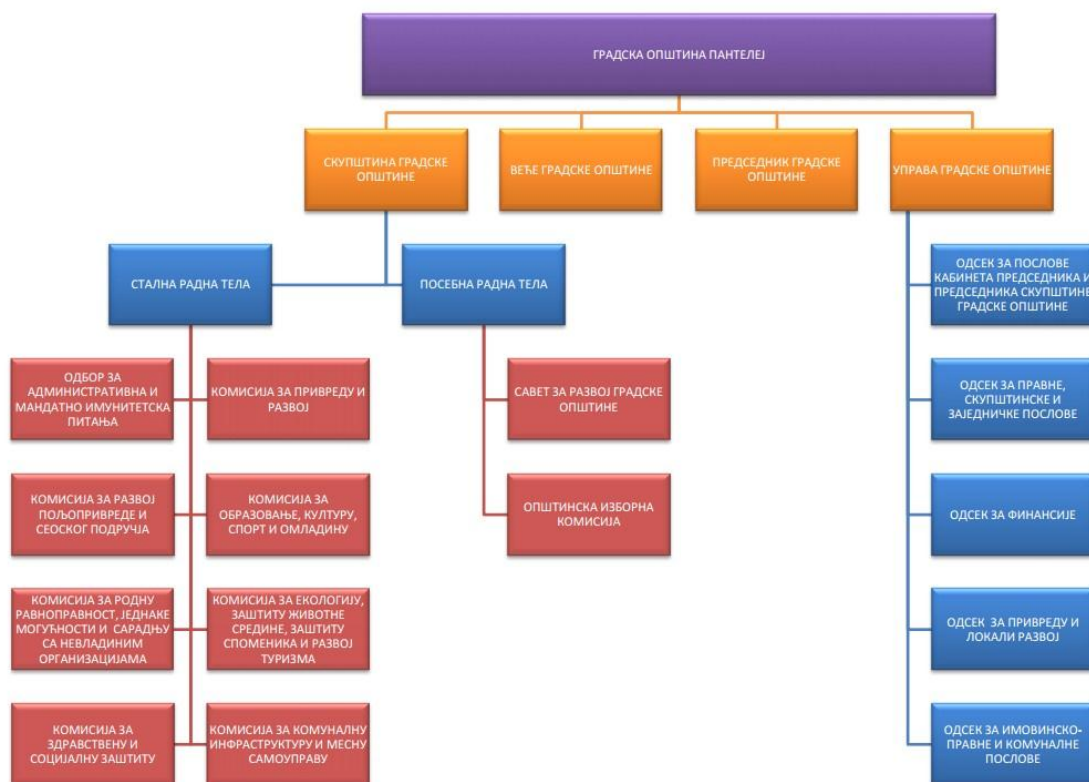 ГРАДСКА ОПШТИНА ПАНТЕЛЕЈ
СКУПШТИНА ГРАДСКЕ
ОПШТИНЕ
ВЕЋЕ ГРАДСКЕ ОПШТИНЕ
ПРЕДСЕДНИК ГРАДСКЕ
ОПШТИНЕ
УПРАВА ГРАДСКЕ ОПШТИНЕ
СТАЛНА РАДНА ТЕЛА
ПОСЕБНА РАДНА ТЕЛА
ОДСЕК ЗА ПОСЛОВЕ
КАБИНЕТА ПРЕДСЕДНИКА И
ПРЕДСЕДНИКА СКУПШТИНЕ
ГРАДСКЕ ОПШТИНЕ
ОДБОР ЗА
АДМИНИСТРАТИВНА И
МАНДАТНО ИМУНИТЕТСКА
ПИТАЊА
КОМИСИЈА ЗА ПРИВРЕДУ И
РАЗВОЈ
САВЕТ ЗА РАЗВОЈ ГРАДСКЕ
ОПШТИНЕ
ОДСЕК ЗА ПРАВНЕ,
СКУПШТИНСКЕ И
ЗАЈЕДНИЧКЕ ПОСЛОВЕ
КОМИСИЈА ЗА РАЗВОЈ
ПОЉОПРИВРЕДЕ И
СЕОСКОГ ПОДРУЧЈА
КОМИСИЈА ЗА
ОБРАЗОВАЊЕ, КУЛТУРУ,
СПОРТ И ОМЛАДИНУ
ОПШТИНСКА ИЗБОРНА
КОМИСИЈА
ОДСЕК ЗА ФИНАНСИЈЕ
КОМИСИЈА ЗА РОДНУ
РАВНОПРАВНОСТ, ЈЕДНАКЕ
МОГУЋНОСТИ И САРАДЊУ
СА НЕВЛАДИНИМ
ОРГАНИЗАЦИЈАМА
КОМИСИЈА ЗА ЕКОЛОГИЈУ,
ЗАШТИТУ ЖИВОТНЕ
СРЕДИНЕ, ЗАШТИТУ
СПОМЕНИКА И РАЗВОЈ
ТУРИЗМА
ОДСЕК ЗА ПРИВРЕДУ И
ЛОКАЛИ РАЗВОЈ
КОМИСИЈА ЗА
ЗДРАВСТВЕНУ И
СОЦИЈАЛНУ ЗАШТИТУ
КОМИСИЈА ЗА КОМУНАЛНУ
ИНФРАСТРУКТУРУ И МЕСНУ
САМОУПРАВУ
ОДСЕК ЗА ИМОВИНСКО-
ПРАВНЕ И КОМУНАЛНЕ
ПОСЛОВЕ